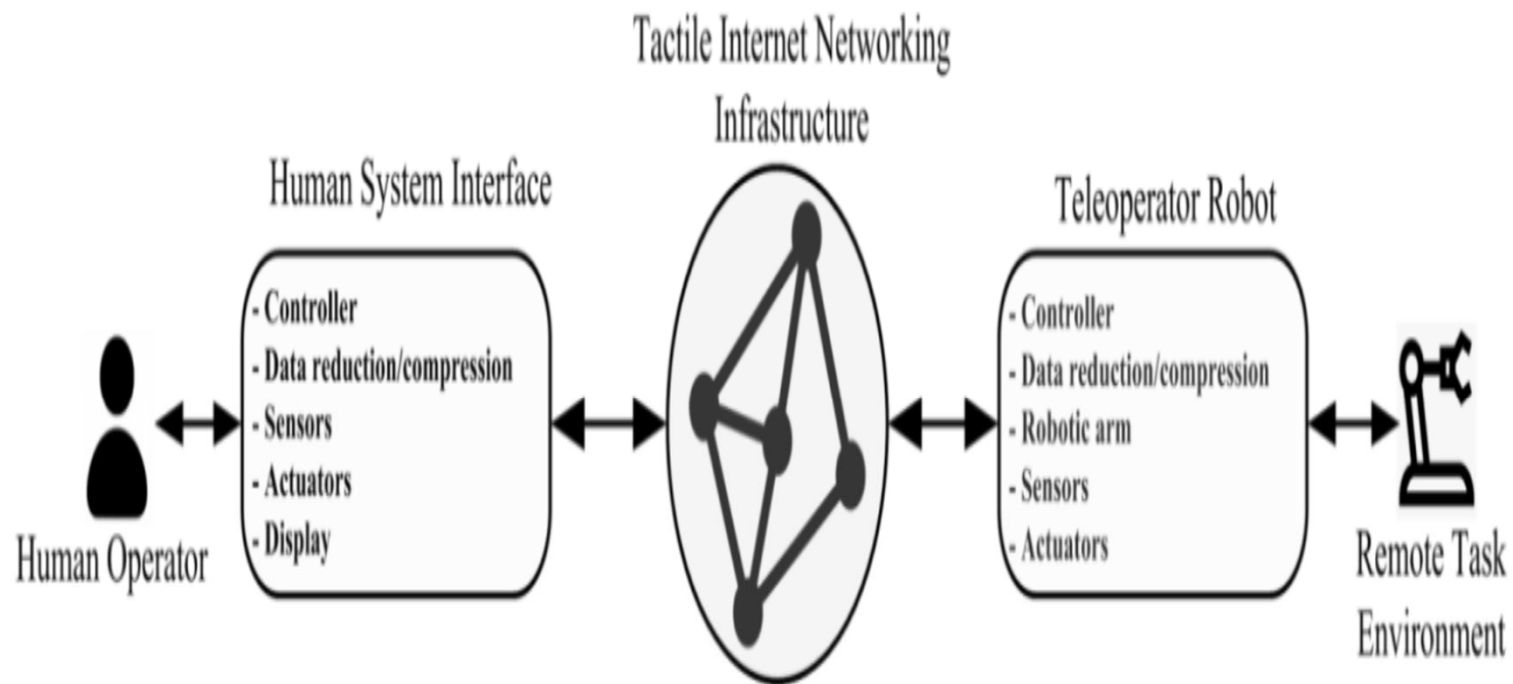 Tactile Internet Networking
Infrastructure
Human System Interface
- Controller
- Data reduction/compression
- Sensors
- Actuators
- Display
Human Operator
Teleoperator Robot
- Controller
- Data reduction/compression
- Robotic arm
- Sensors
- Actuators
Remote Task
Environment